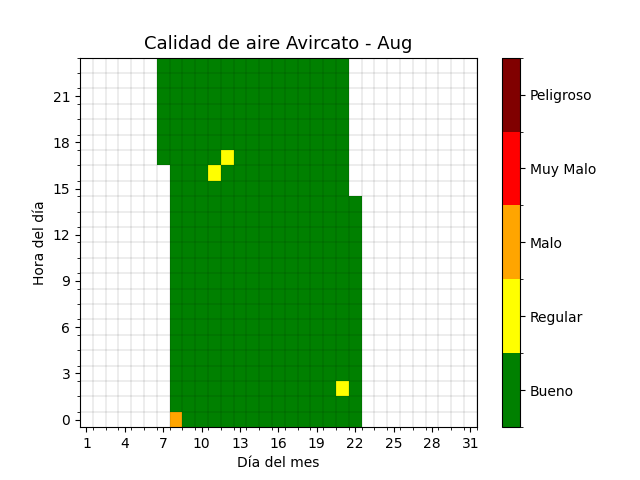 Calidad de aire Avircato - Aug
21
18
15
12
9
6
3
0
Hora del día
1 4 7 10 13 16 19 22 25 28 31
Día del mes
Peligroso
Muy Malo
Malo
Regular
Bueno